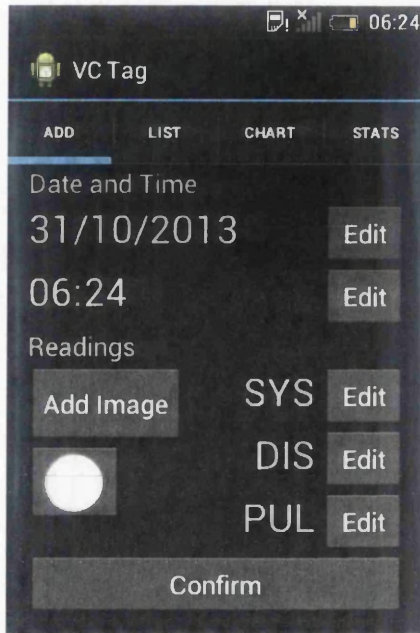 06:24
VC Tag
ADD LIST CHART STATS
Date and Time
31/10/2013 Edit
06:24 Edit
Readings
Add Image SYS Edit
DIS Edit
PUL Edit
Confirm